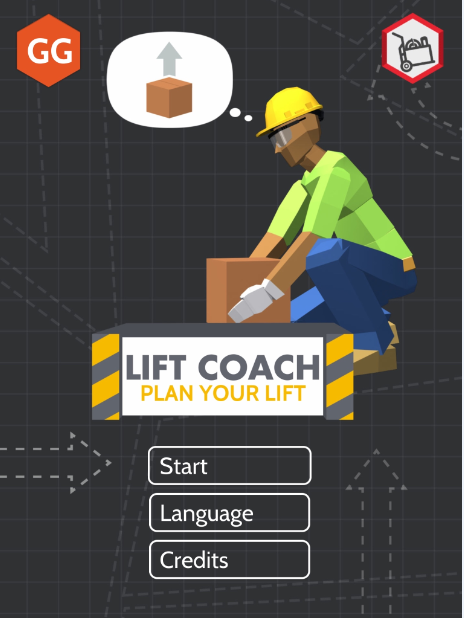 GG
LIFT COACH
PLAN YOUR LIFT
Start
Language
Credits